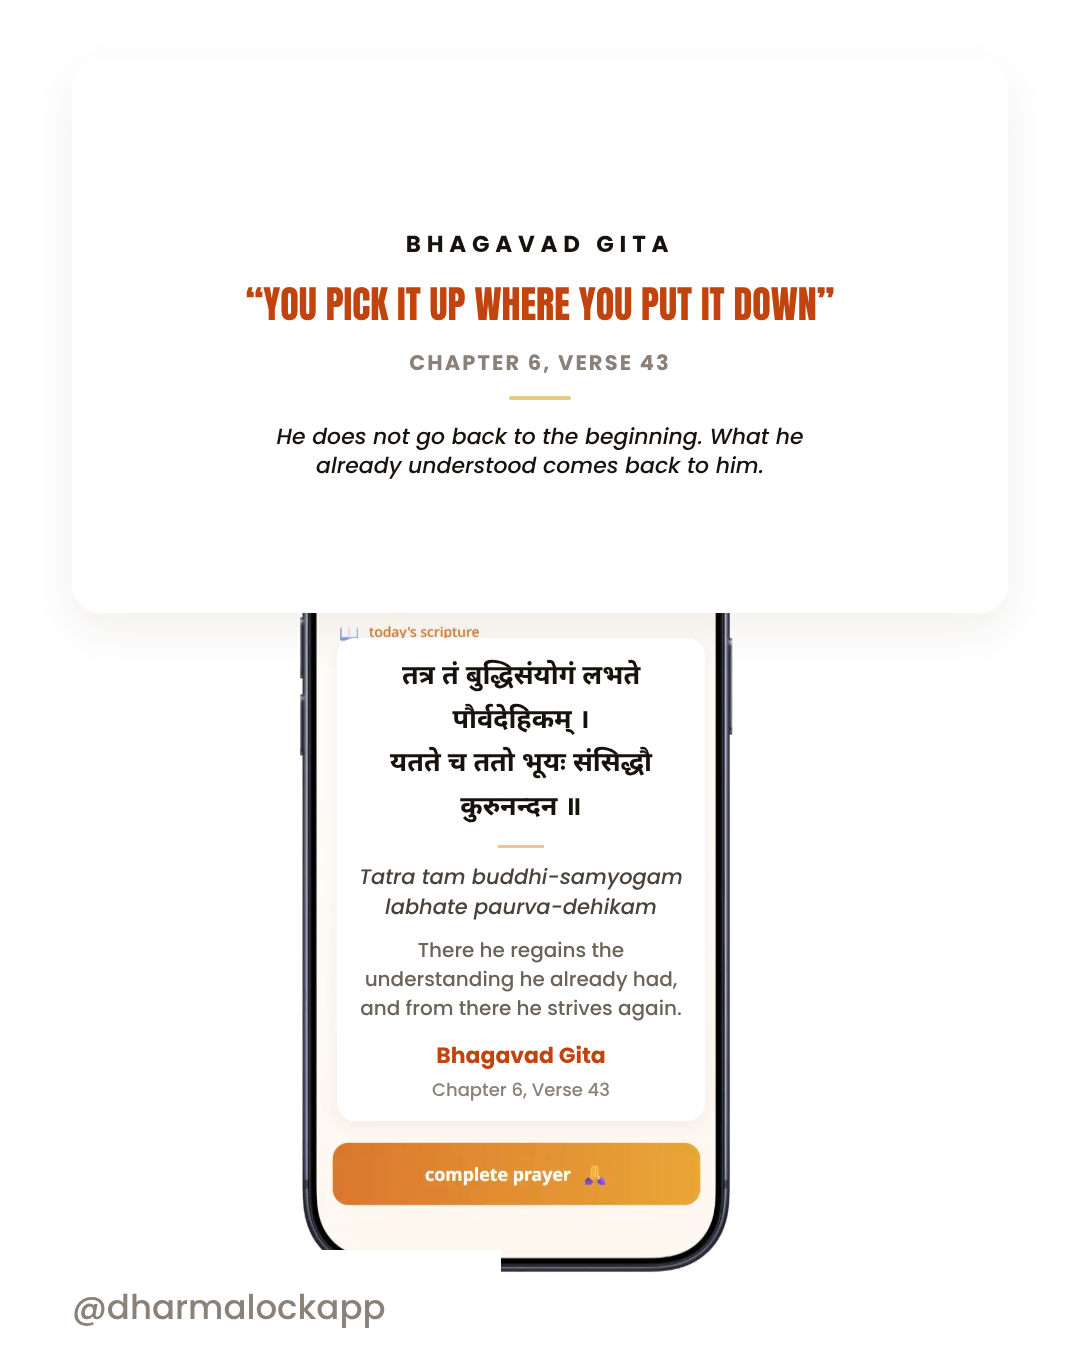 BHAGAVAD GITA
“YOU PICK IT UP WHERE YOU PUT IT DOWN”
CHAPTER 6, VERSE 43
He does not go back to the beginning. What he
already understood comes back to him.
today's scripture
तत्र तं बुद्धिसंयोगं लभते
पौर्वदेहिकम् ।
यतते च ततो भूयः संसिद्धौ
कुरुनन्दन ॥
Tatra tam buddhi-samyogam
labhate paurva-dehikam
There he regains the
understanding he already had,
and from there he strives again.
Bhagavad Gita
Chapter 6, Verse 43
complete prayer
@dharmalockapp